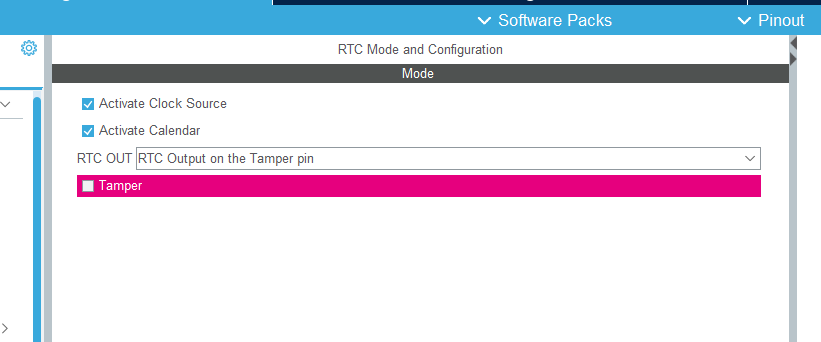 Software Packs
Pinout
RTC Mode and Configuration
Mode
Activate Clock Source
Activate Calendar
RTC OUT RTC Output on the Tamper pin
Tamper